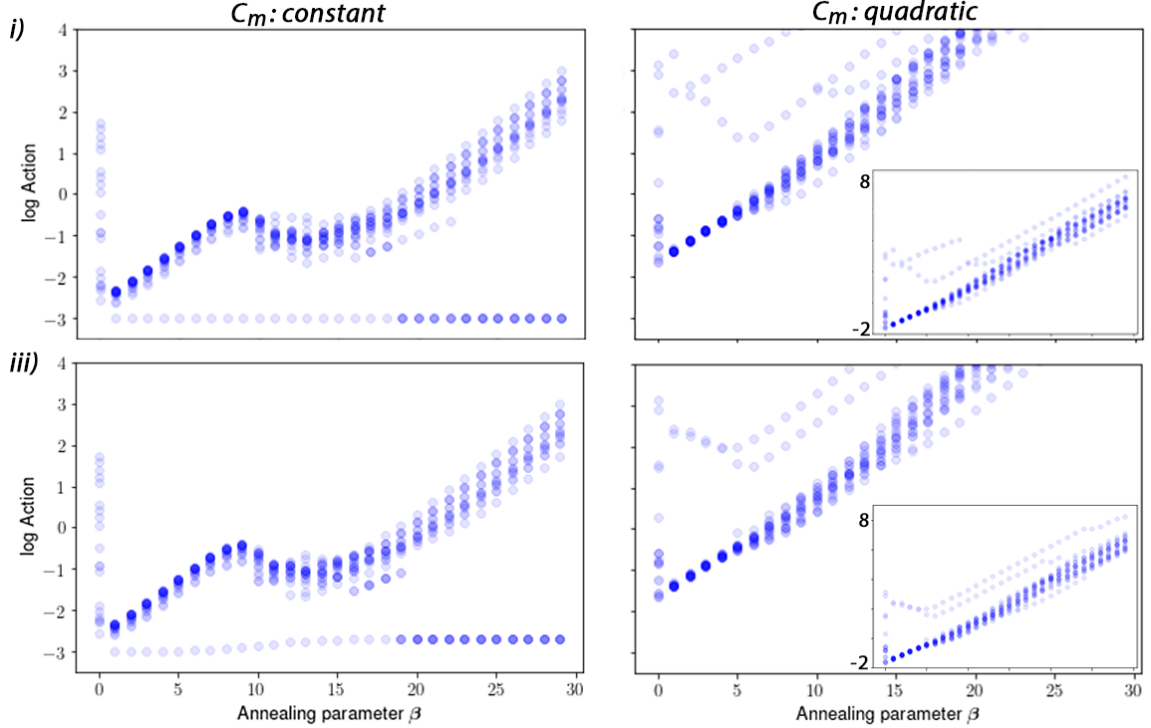 C_m: constant
C_m: quadratic
i)
4
3
2
1
0
−1
−2
−3
log Action
8
-2
iii)
4
3
2
1
0
−1
−2
−3
log Action
8
-2
0 5 10 15 20 25 30
0 5 10 15 20 25 30
Annealing parameter β
Annealing parameter β